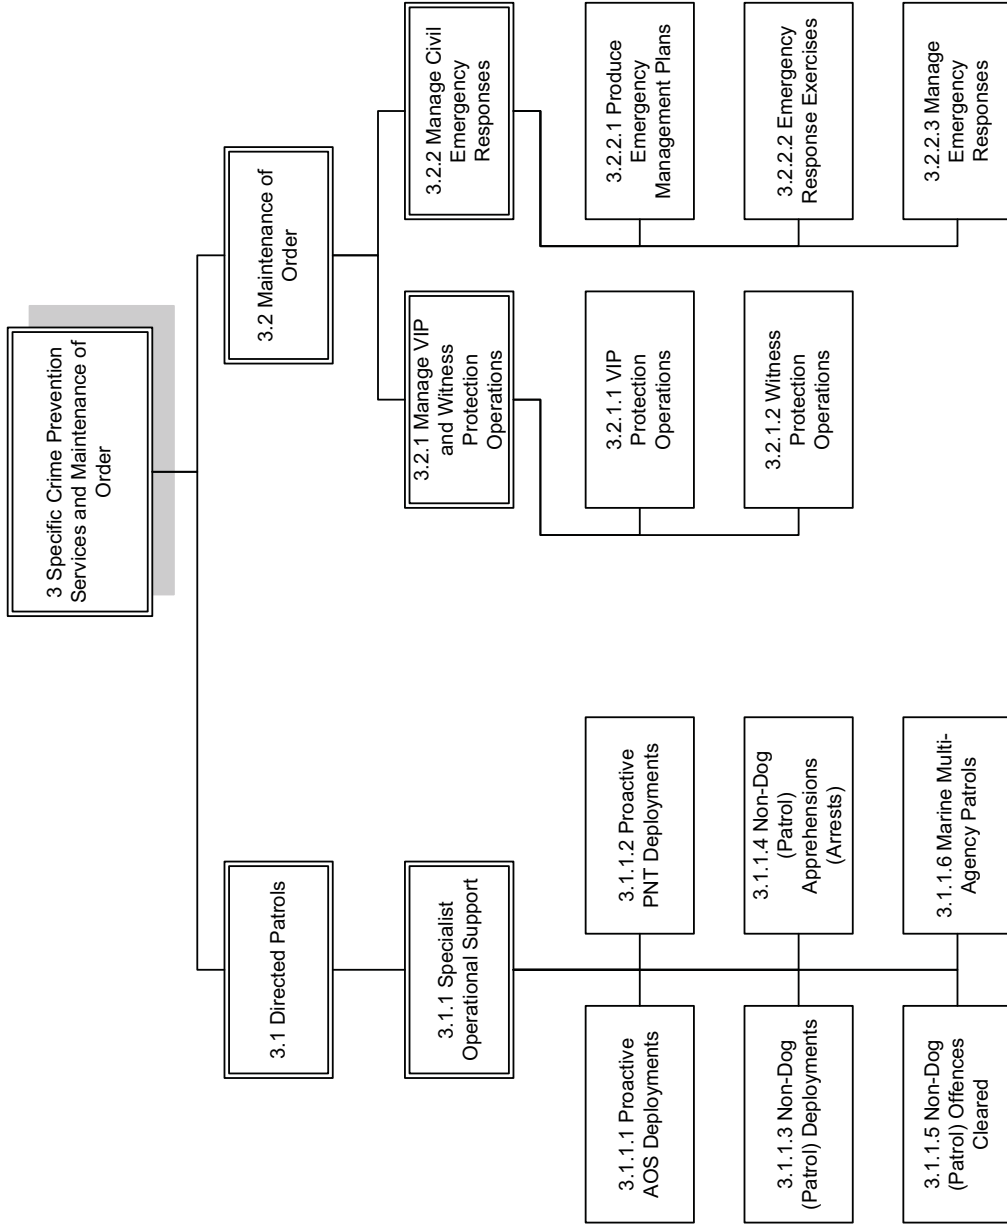 3 Specific Crime Prevention
Services and Maintenance of
Order
3.1 Directed Patrols
3.2 Maintenance of
Order
3.1.1 Specialist
Operational Support
3.2.1 Manage VIP
and Witness
Protection
Operations
3.2.2 Manage Civil
Emergency
Responses
3.1.1.1 Proactive
AOS Deployments
3.1.1.2 Proactive
PNT Deployments
3.2.1.1 VIP
Protection
Operations
3.2.2.1 Produce
Emergency
Management Plans
3.1.1.3 Non-Dog
(Patrol) Deployments
3.1.1.4 Non-Dog
(Patrol)
Apprehensions
(Arrests)
3.2.1.2 Witness
Protection
Operations
3.2.2.2 Emergency
Response Exercises
3.1.1.5 Non-Dog
(Patrol) Offences
Cleared
3.1.1.6 Marine Multi-
Agency Patrols
3.2.2.3 Manage
Emergency
Responses